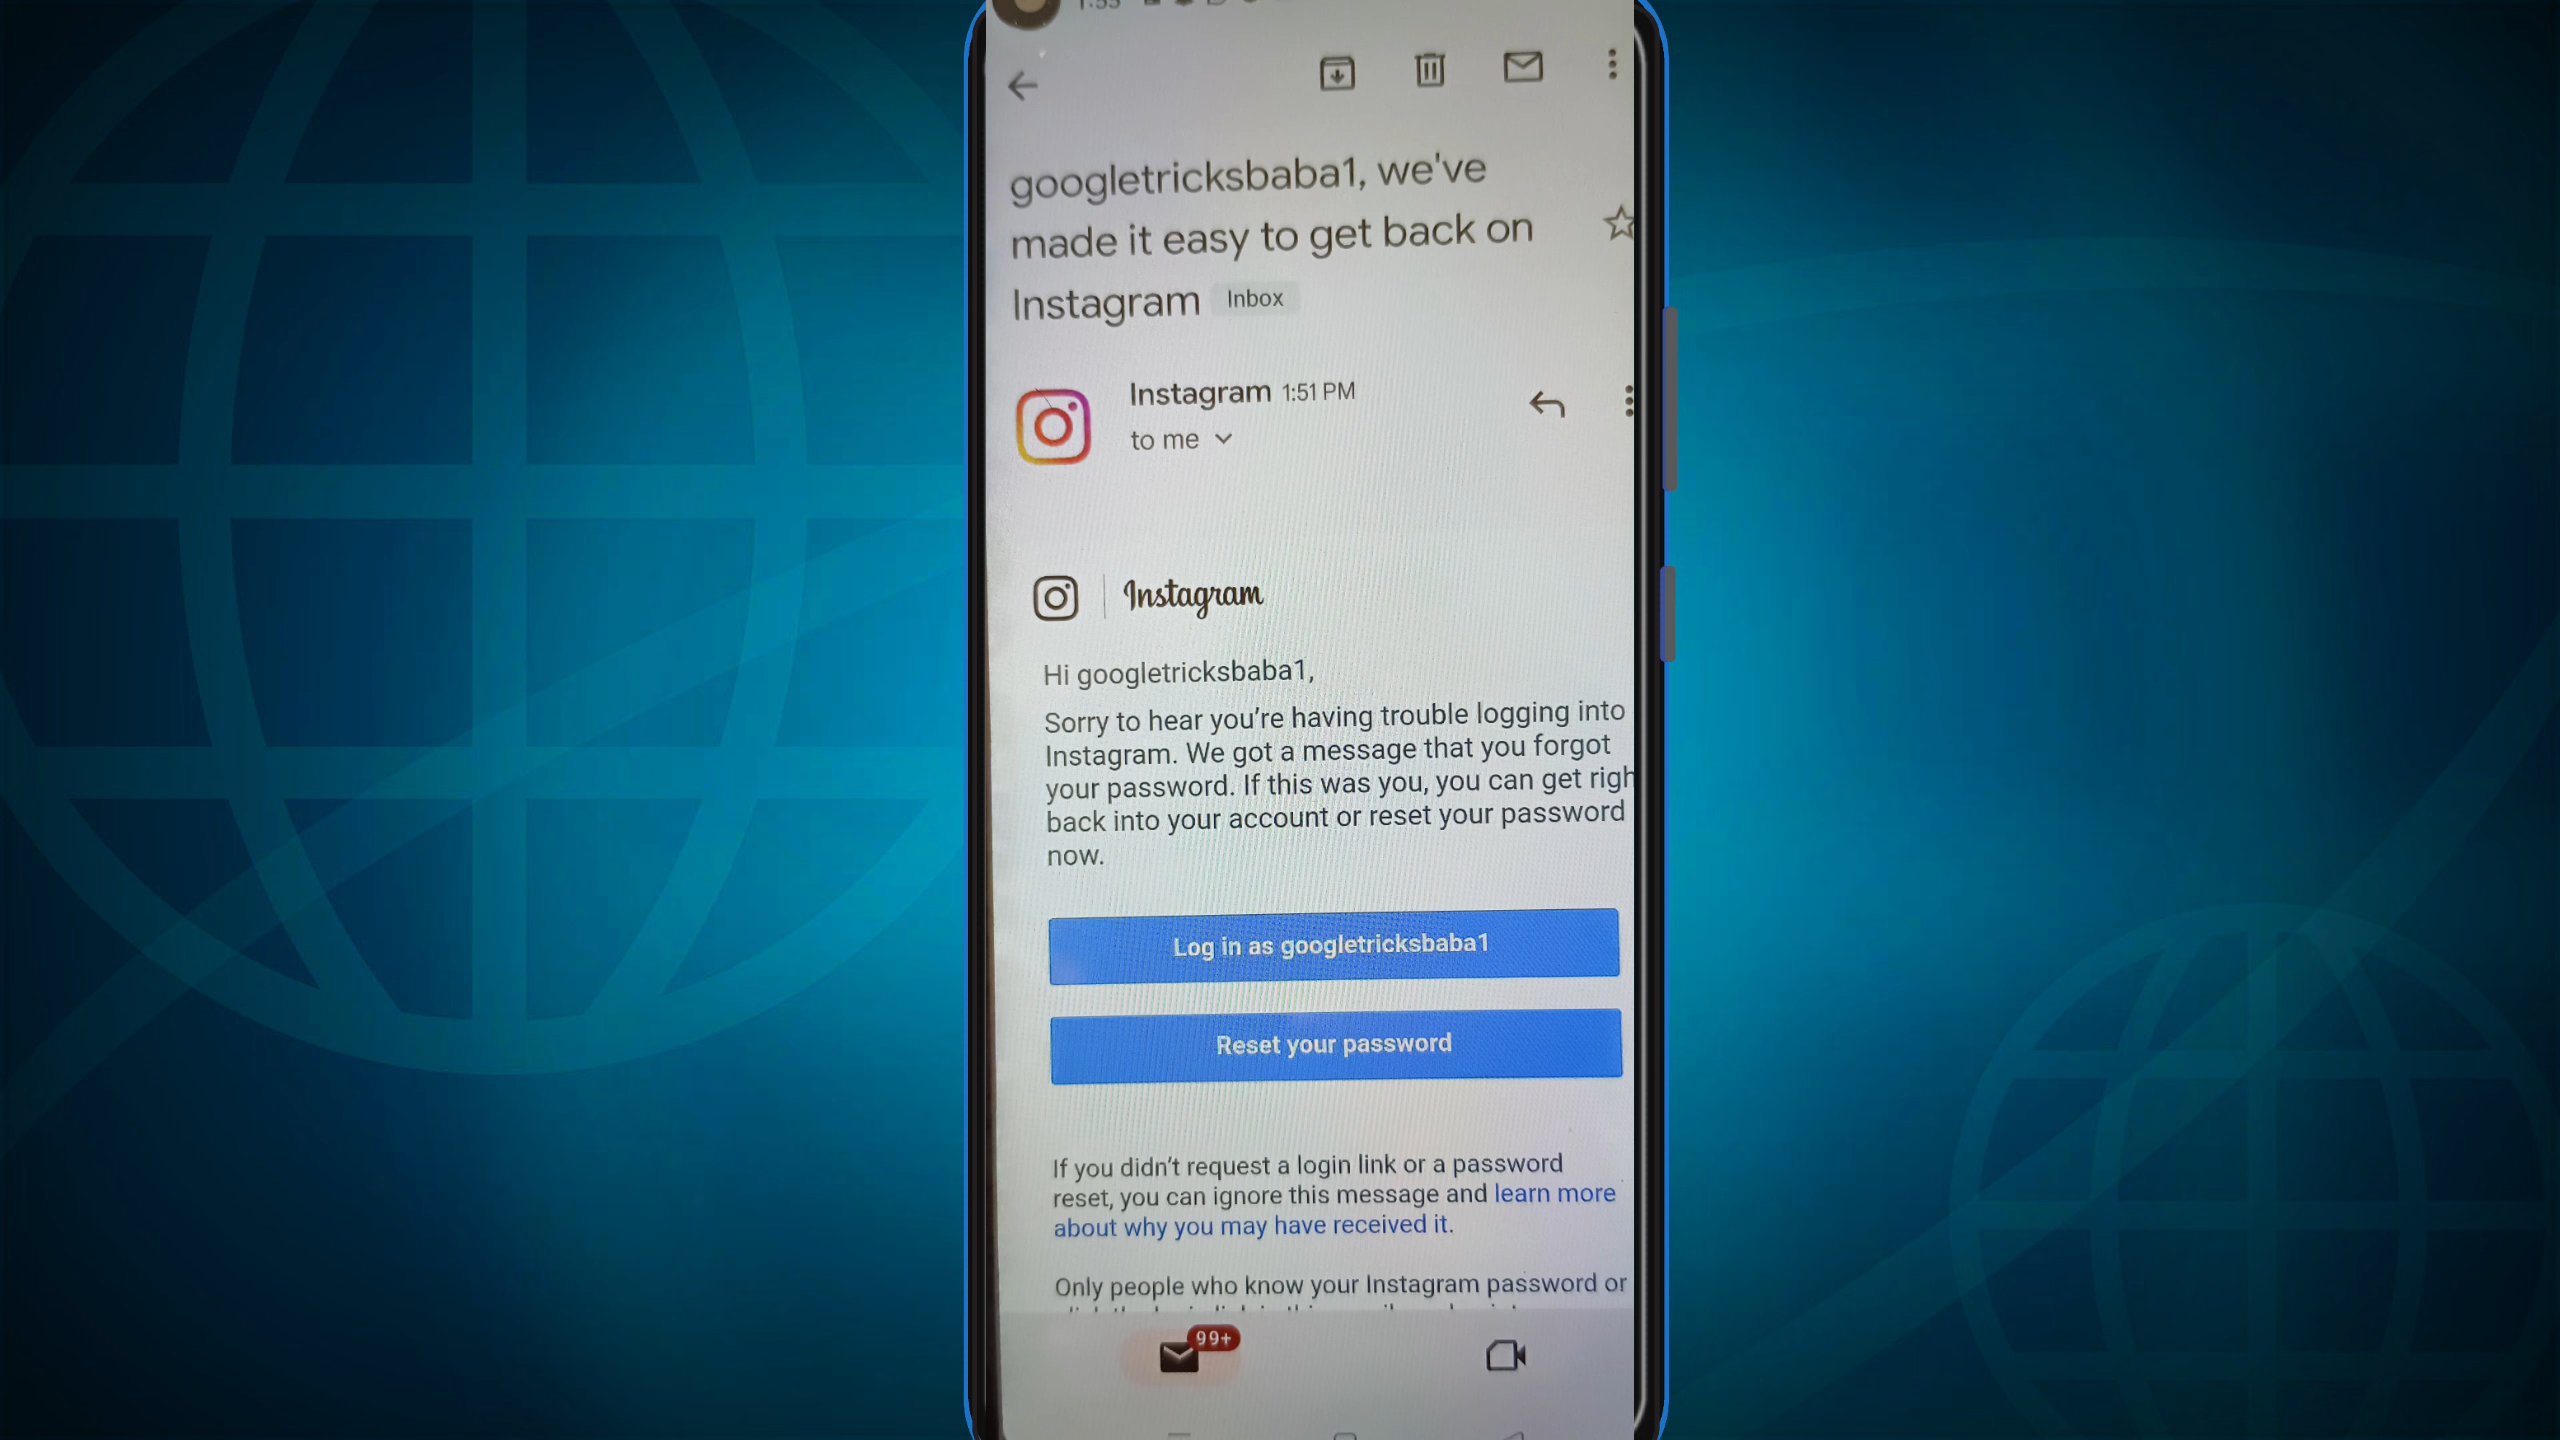 googletricksbaba1, we've
made it easy to get back on
Instagram Inbox
Instagram 1:51 PM
to me
Instagram
Hi googletricksbaba1,
Sorry to hear you're having trouble logging into
Instagram. We got a message that you forgot
your password. If this was you, you can get righ
back into your account or reset your password
now.
Log in as googletricksbaba1
Reset your password
If you didn't request a login link or a password
reset, you can ignore this message and learn more
about why you may have received it.
Only people who know your Instagram password or
99+